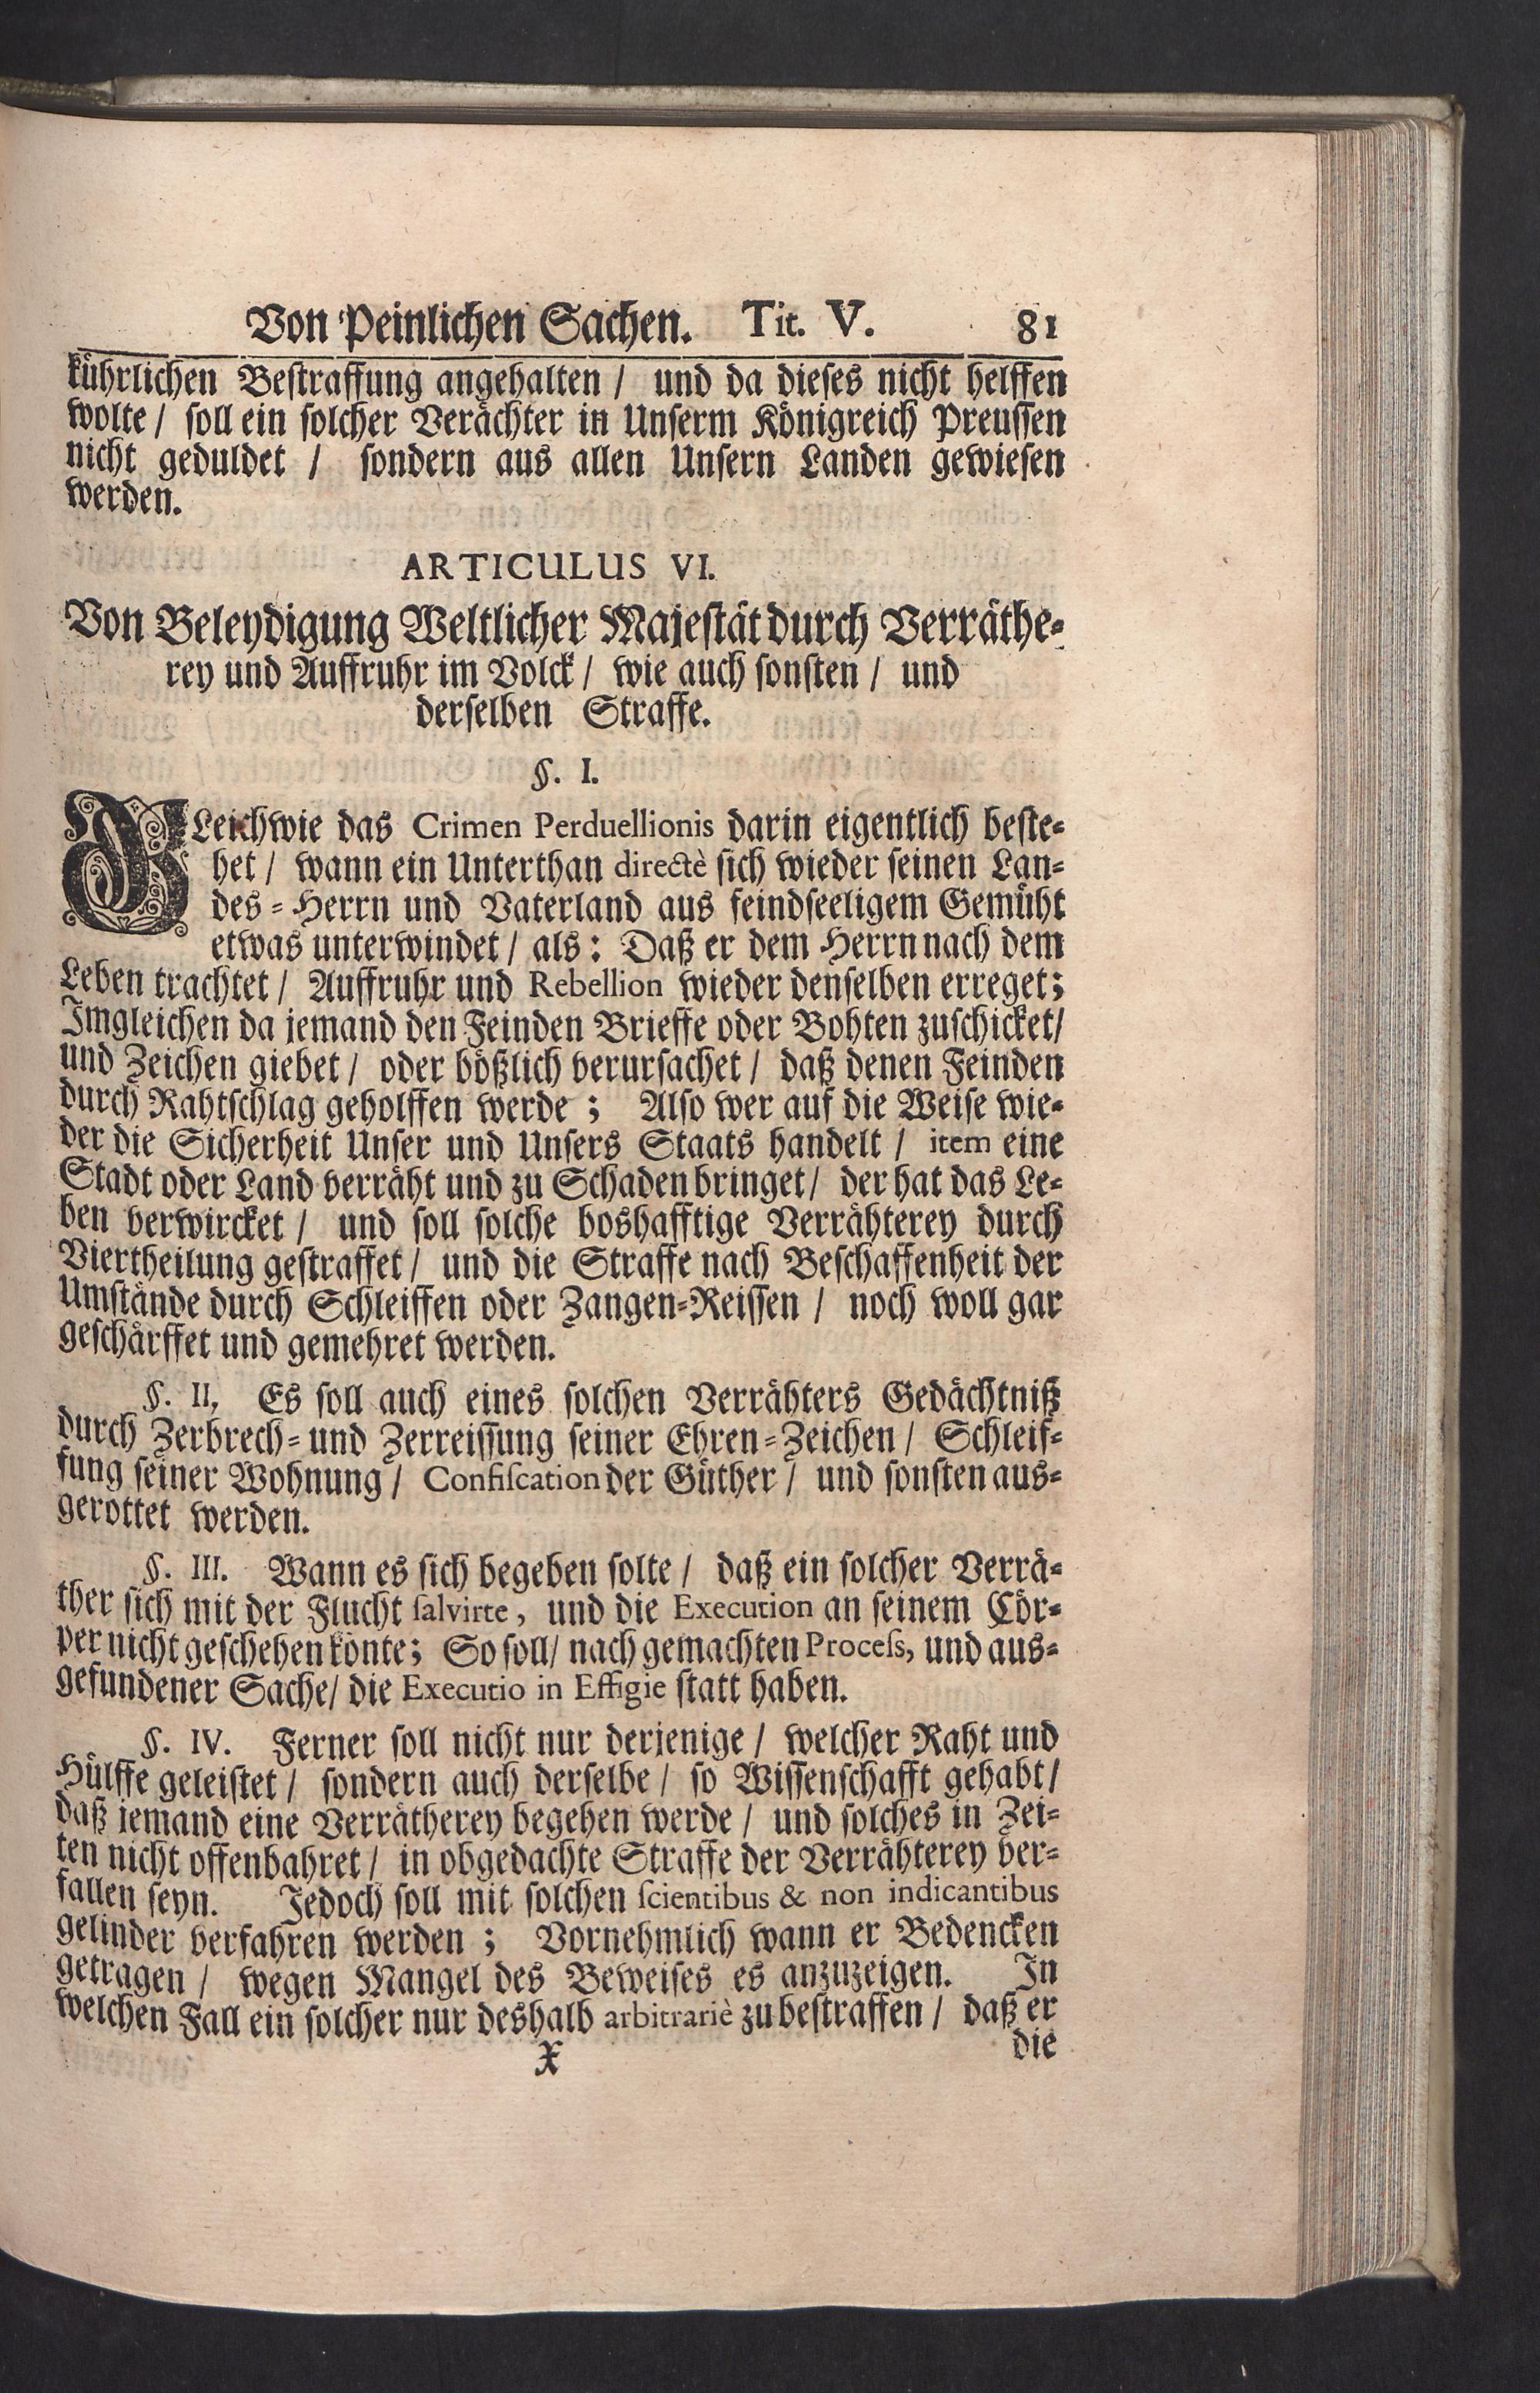 Von Peinlichen Sachen. Tit. V. 81
kührlichen Bestraffung angehalten / und da dieses nicht helffen
wolte / soll ein solcher Verächter in Unserm Königreich Preussen
nicht geduldet / sondern aus allen Unsern Landen gewiesen
werden.
ARTICULUS VI.
Von Beleydigung Weltlicher Majestät durch Verräthe-
rey und Auffruhr im Volck / wie auch sonsten / und
derselben Straffe.
§. I.
GLeichwie das Crimen Perduellionis darin eigentlich beste-
het / wann ein Unterthan directè sich wieder seinen Lan-
des-Herrn und Vaterland aus feindseeligem Gemüht
etwas unterwindet / als: Daß er dem Herrn nach dem
Leben trachtet / Auffruhr und Rebellion wieder denselben erreget;
Imgleichen da jemand den Feinden Brieffe oder Bohten zuschicket /
und Zeichen giebet / oder bößlich verursachet / daß denen Feinden
durch Rahtschlag geholffen werde; Also wer auf die Weise wie-
der die Sicherheit Unser und Unsers Staats handelt / item eine
Stadt oder Land verräht und zu Schaden bringet / der hat das Le-
ben verwircket / und soll solche boshafftige Verrähterey durch
Viertheilung gestraffet / und die Straffe nach Beschaffenheit der
Umstände durch Schleiffen oder Zangen-Reissen / noch woll gar
geschärffet und gemehret werden.
§. II. Es soll auch eines solchen Verrähters Gedächtniß
durch Zerbrech- und Zerreissung seiner Ehren-Zeichen / Schleif-
fung seiner Wohnung / Confiscation der Güther / und sonsten aus-
gerottet werden.
§. III. Wann es sich begeben solte / daß ein solcher Verrä-
ther sich mit der Flucht salvirte, und die Execution an seinem Cör-
per nicht geschehen könte; So soll / nach gemachten Process, und aus-
gefundener Sache / die Executio in Effigie statt haben.
§. IV. Ferner soll nicht nur derjenige / welcher Raht und
Hülffe geleistet / sondern auch derselbe / so Wissenschafft gehabt /
daß jemand eine Verrätherey begehen werde / und solches in Zei-
ten nicht offenbahret / in obgedachte Straffe der Verrähterey ver-
fallen seyn. Jedoch soll mit solchen scientibus & non indicantibus
gelinder verfahren werden; Vornehmlich wann er Bedencken
getragen / wegen Mangel des Beweises es anzuzeigen. In
welchen Fall ein solcher nur deshalb arbitrariè zu bestraffen / daß er
X die